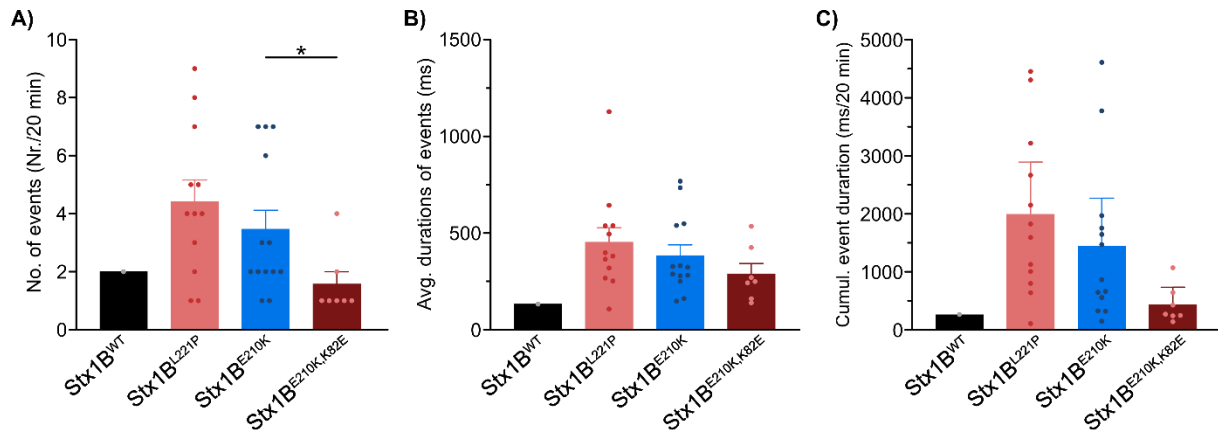 A)
No. of events (Nr./20 min)
10
8
6
4
2
0
*
Stx1B^WT
Stx1B^L221P
Stx1B^E210K
Stx1B^E210K,K82E
B)
Avg. durations of events (ms)
1500
1000
500
0
Stx1B^WT
Stx1B^L221P
Stx1B^E210K
Stx1B^E210K,K82E
C)
Cumul. event durartion (ms/20 min)
5000
4000
3000
2000
1000
0
Stx1B^WT
Stx1B^L221P
Stx1B^E210K
Stx1B^E210K,K82E